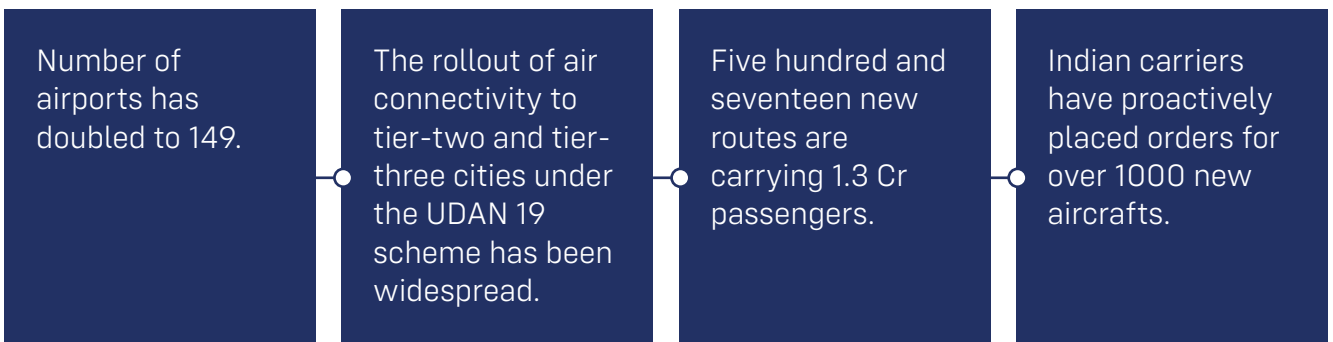 Number of
airports has
doubled to 149.
The rollout of air
connectivity to
tier-two and tier-
three cities under
the UDAN 19
scheme has been
widespread.
Five hundred and
seventeen new
routes are
carrying 1.3 Cr
passengers.
Indian carriers
have proactively
placed orders for
over 1000 new
aircrafts.